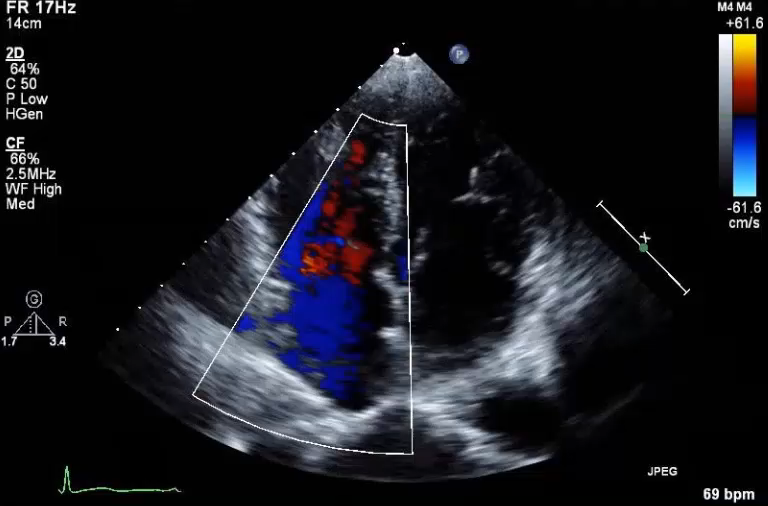 FR 17Hz
14cm
2D
64%
C 50
P Low
HGen
CF
66%
2.5MHz
WF High
Med
G
P R
1.7 3.4
P
M4 M4
+61.6
-61.6
cm/s
x
JPEG
69 bpm